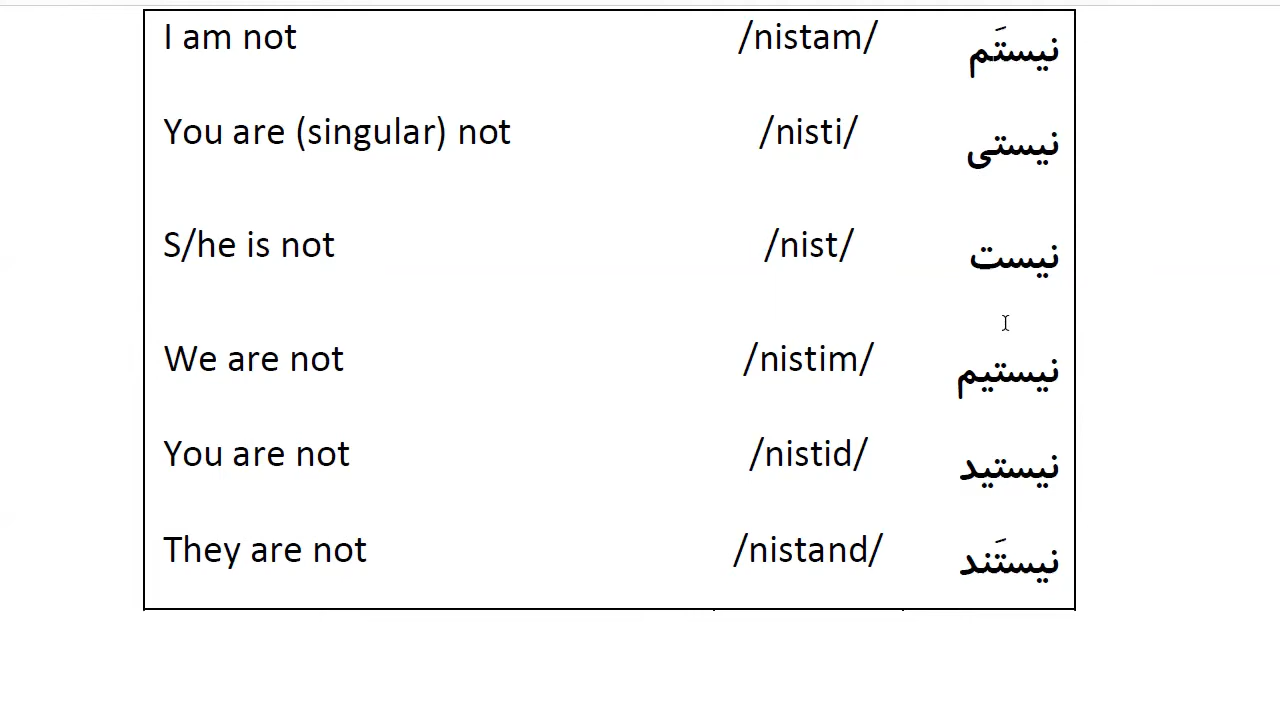 I am not /nistam/ نیستَم
You are (singular) not /nisti/ نیستی
S/he is not /nist/ نیست
We are not /nistim/ نیستیم
You are not /nistid/ نیستید
They are not /nistand/ نیستَند